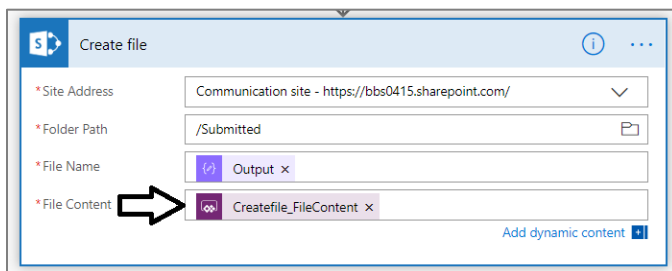 Create file
*Site Address
Communication site - https://bbs0415.sharepoint.com/
*Folder Path
/Submitted
*File Name
Output ×
*File Content
Createfile_FileContent ×
Add dynamic content